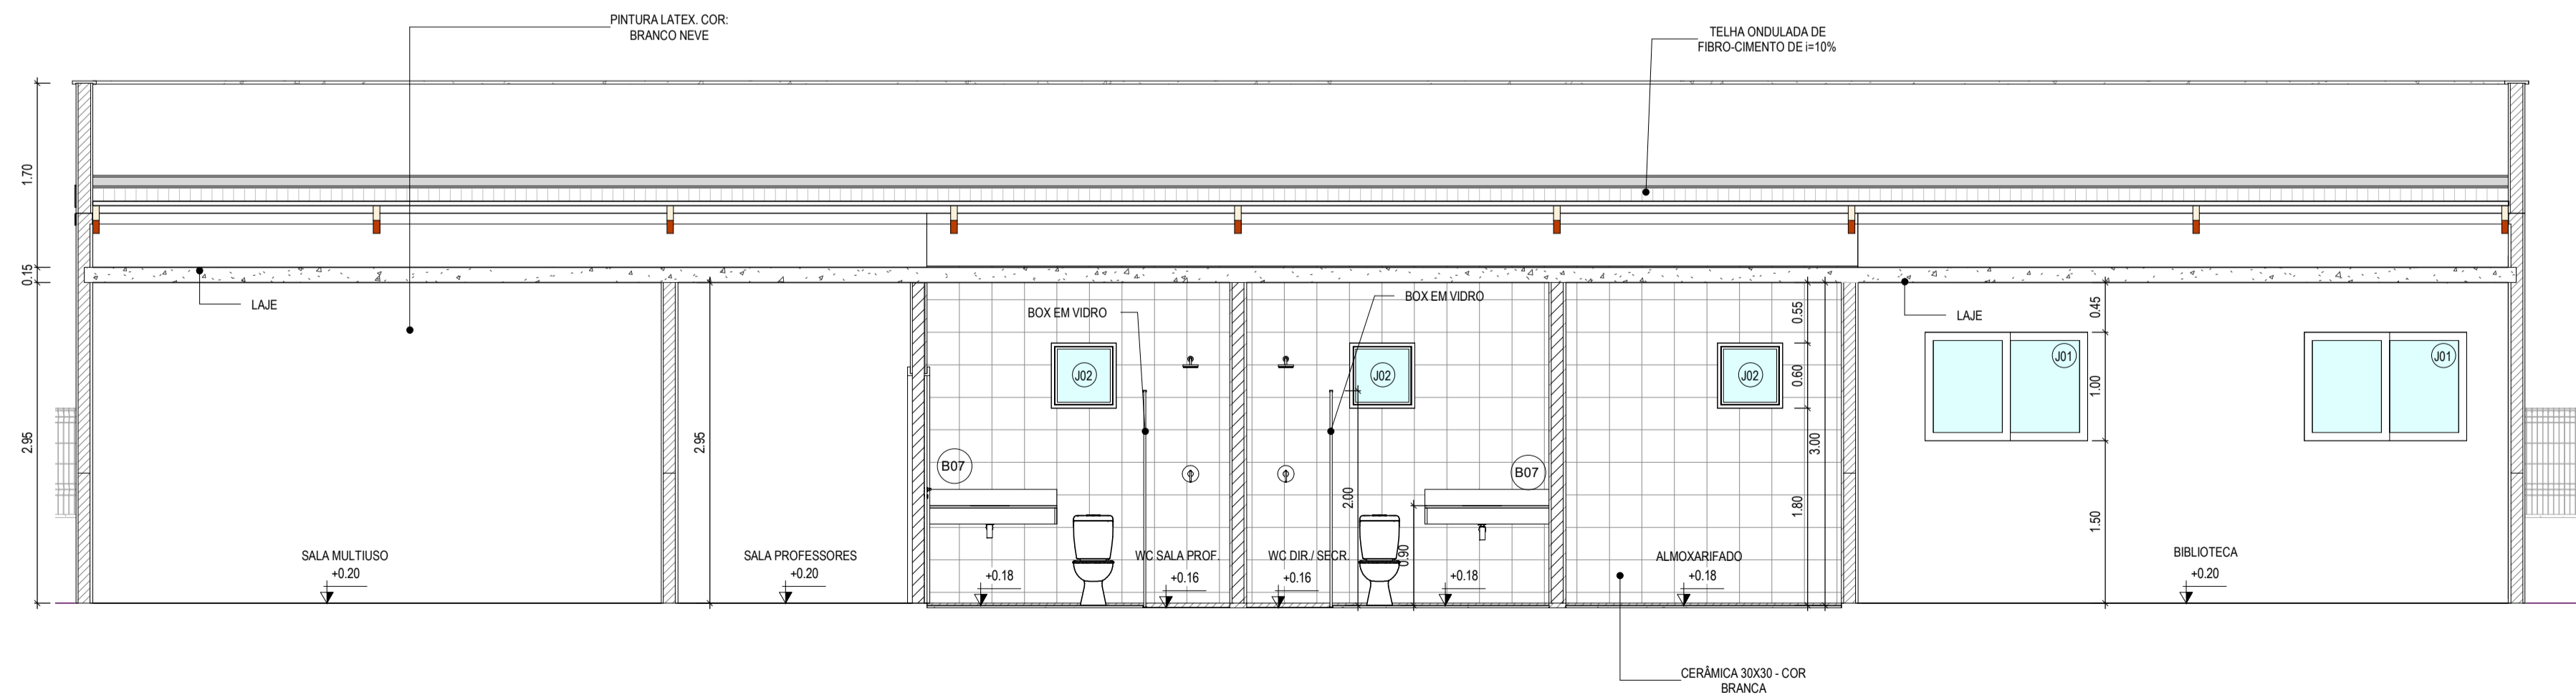 PINTURA LATEX. COR:
BRANCO NEVE
TELHA ONDULADA DE
FIBRO-CIMENTO DE i=10%
1.70
0.15
2.95
LAJE
2.95
BOX EM VIDRO
BOX EM VIDRO
LAJE
J02
J02
J02
J01
J01
0.55
0.60
3.00
1.80
0.45
1.00
1.50
B07
B07
2.00
0.90
SALA MULTIUSO
+0.20
SALA PROFESSORES
+0.20
+0.18
WC SALA PROF.
+0.16
WC DIR./ SECR.
+0.16
+0.18
ALMOXARIFADO
+0.18
BIBLIOTECA
+0.20
CERÂMICA 30X30 - COR
BRANCA